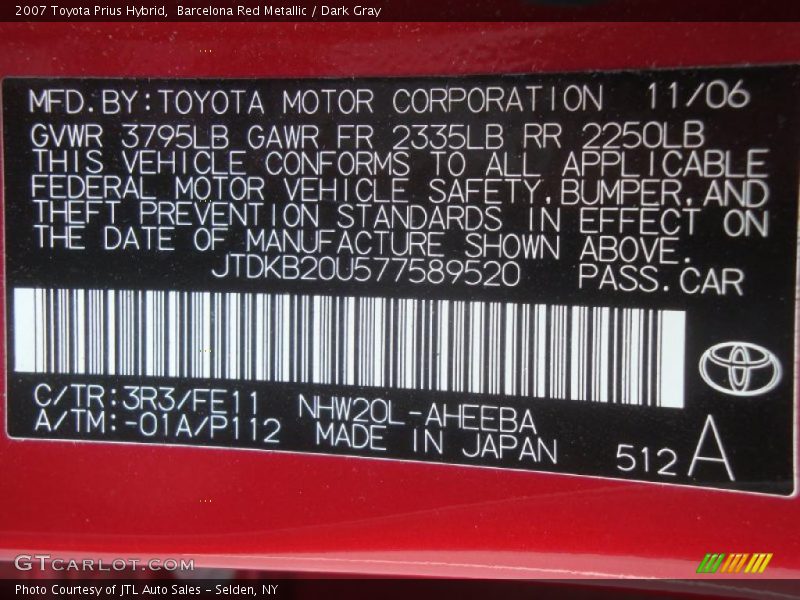 2007 Toyota Prius Hybrid,  Barcelona Red Metallic / Dark Gray
MFD.BY:TOYOTA MOTOR CORPORATION 11/06
GVWR 3795LB GAWR FR 2335LB RR 2250LB
THIS VEHICLE CONFORMS TO ALL APPLICABLE
FEDERAL MOTOR VEHICLE SAFETY,BUMPER,AND
THEFT PREVENTION STANDARDS IN EFFECT ON
THE DATE OF MANUFACTURE SHOWN ABOVE.
JTDKB20U577589520 PASS.CAR
C/TR:3R3/FE11 NHW20L-AHEEBA
A/TM:-01A/P112 MADE IN JAPAN 512 A
GTCARLOT.COM
Photo Courtesy of JTL Auto Sales - Selden, NY